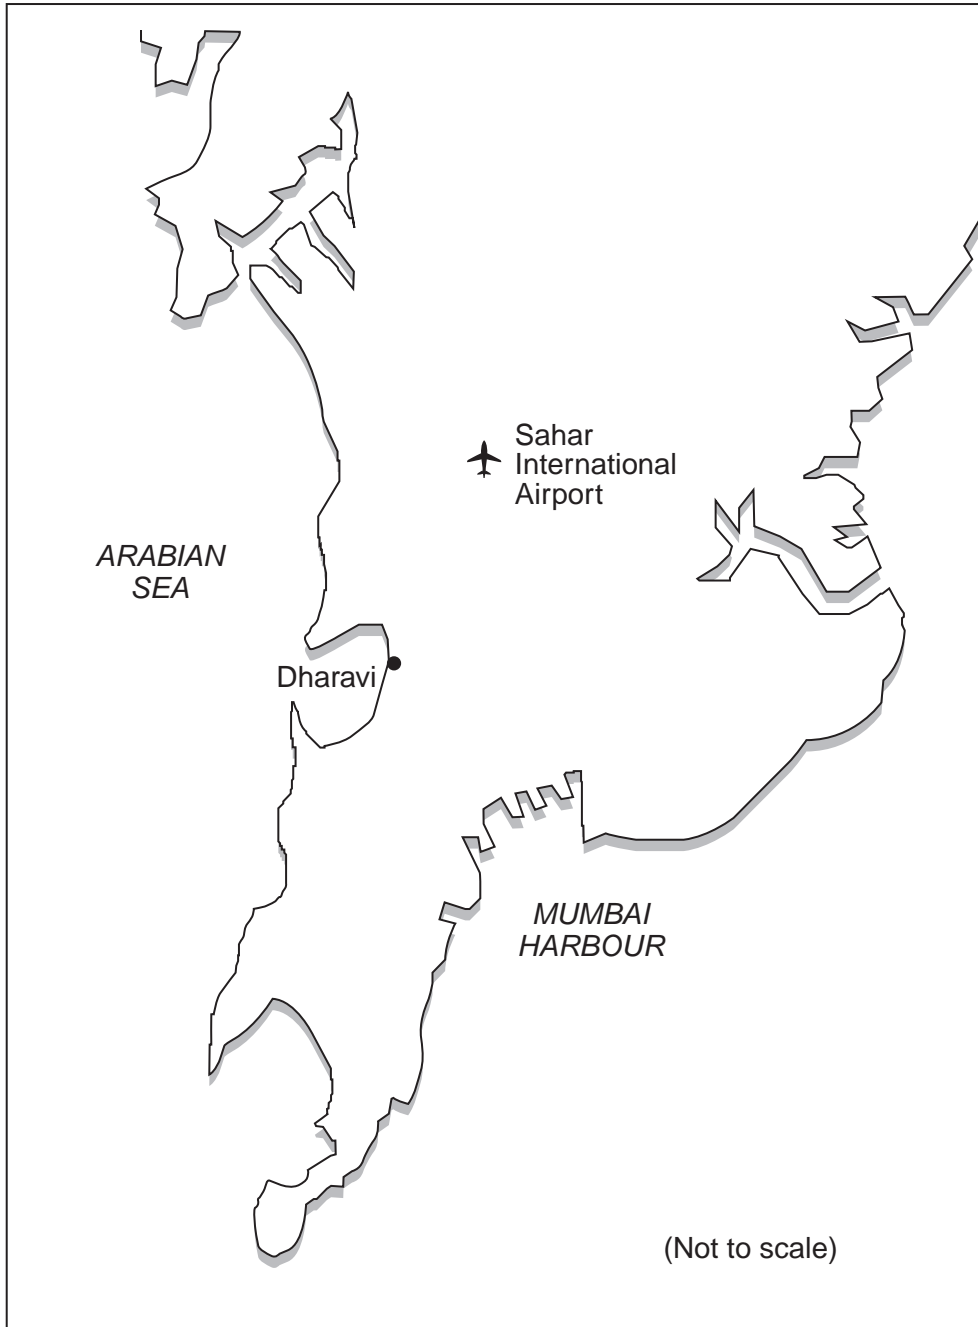 Sahar
International
Airport
ARABIAN
SEA
Dharavi
MUMBAI
HARBOUR
(Not to scale)